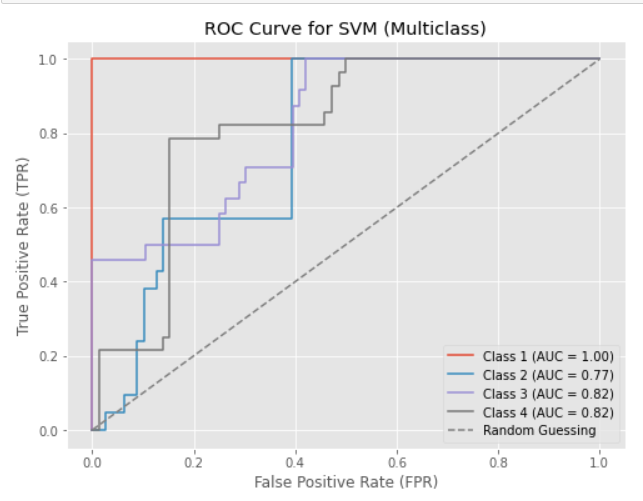 ROC Curve for SVM (Multiclass)
True Positive Rate (TPR)
1.0
0.8
0.6
0.4
0.2
0.0
Class 1 (AUC = 1.00)
Class 2 (AUC = 0.77)
Class 3 (AUC = 0.82)
Class 4 (AUC = 0.82)
Random Guessing
0.0 0.2 0.4 0.6 0.8 1.0
False Positive Rate (FPR)